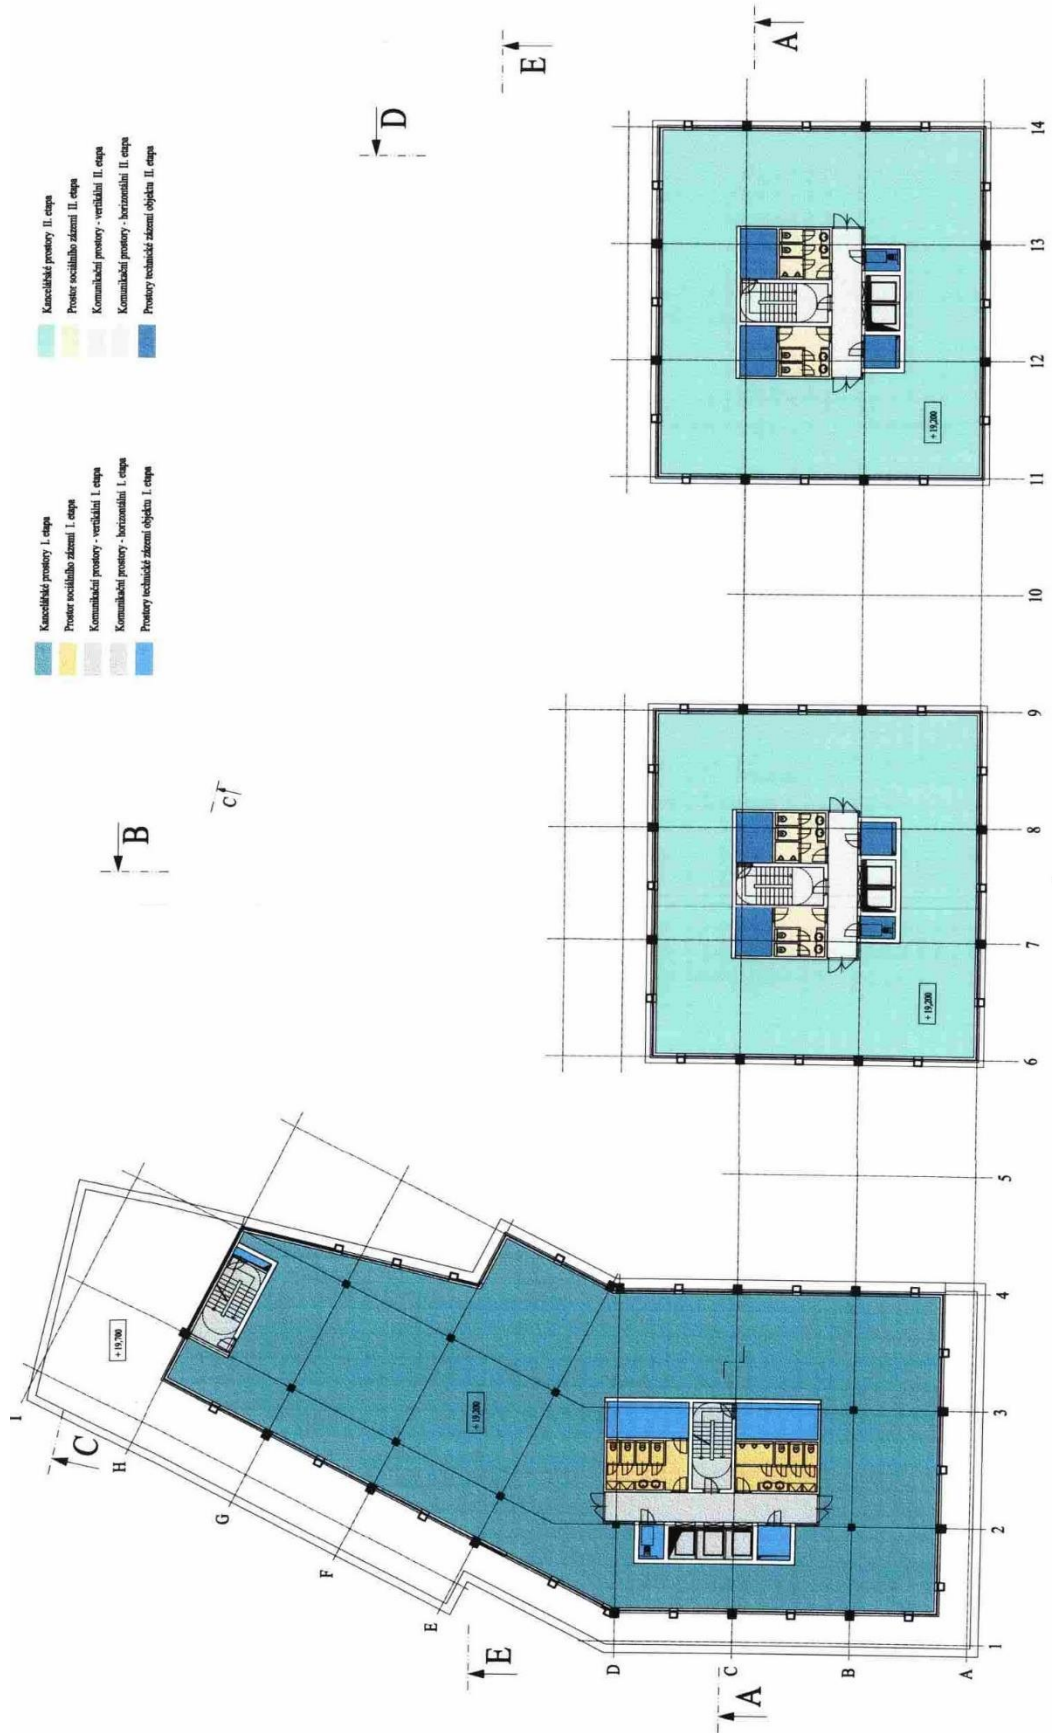 Kancelářské prostory I. etapa
Prostor sociálního zázemí I. etapa
Komunikační prostory - vertikální I. etapa
Komunikační prostory - horizontální I. etapa
Prostory technické zázemí objektu I. etapa
Kancelářské prostory II. etapa
Prostor sociálního zázemí II. etapa
Komunikační prostory - vertikální II. etapa
Komunikační prostory - horizontální II. etapa
Prostory technické zázemí objektu II. etapa
B
c
D
E
A
I
C
H
G
F
E
E
D
C
B
A
A
+ 19,700
+ 19,200
+ 19,200
+ 19,200
1
2
3
4
5
6
7
8
9
10
11
12
13
14